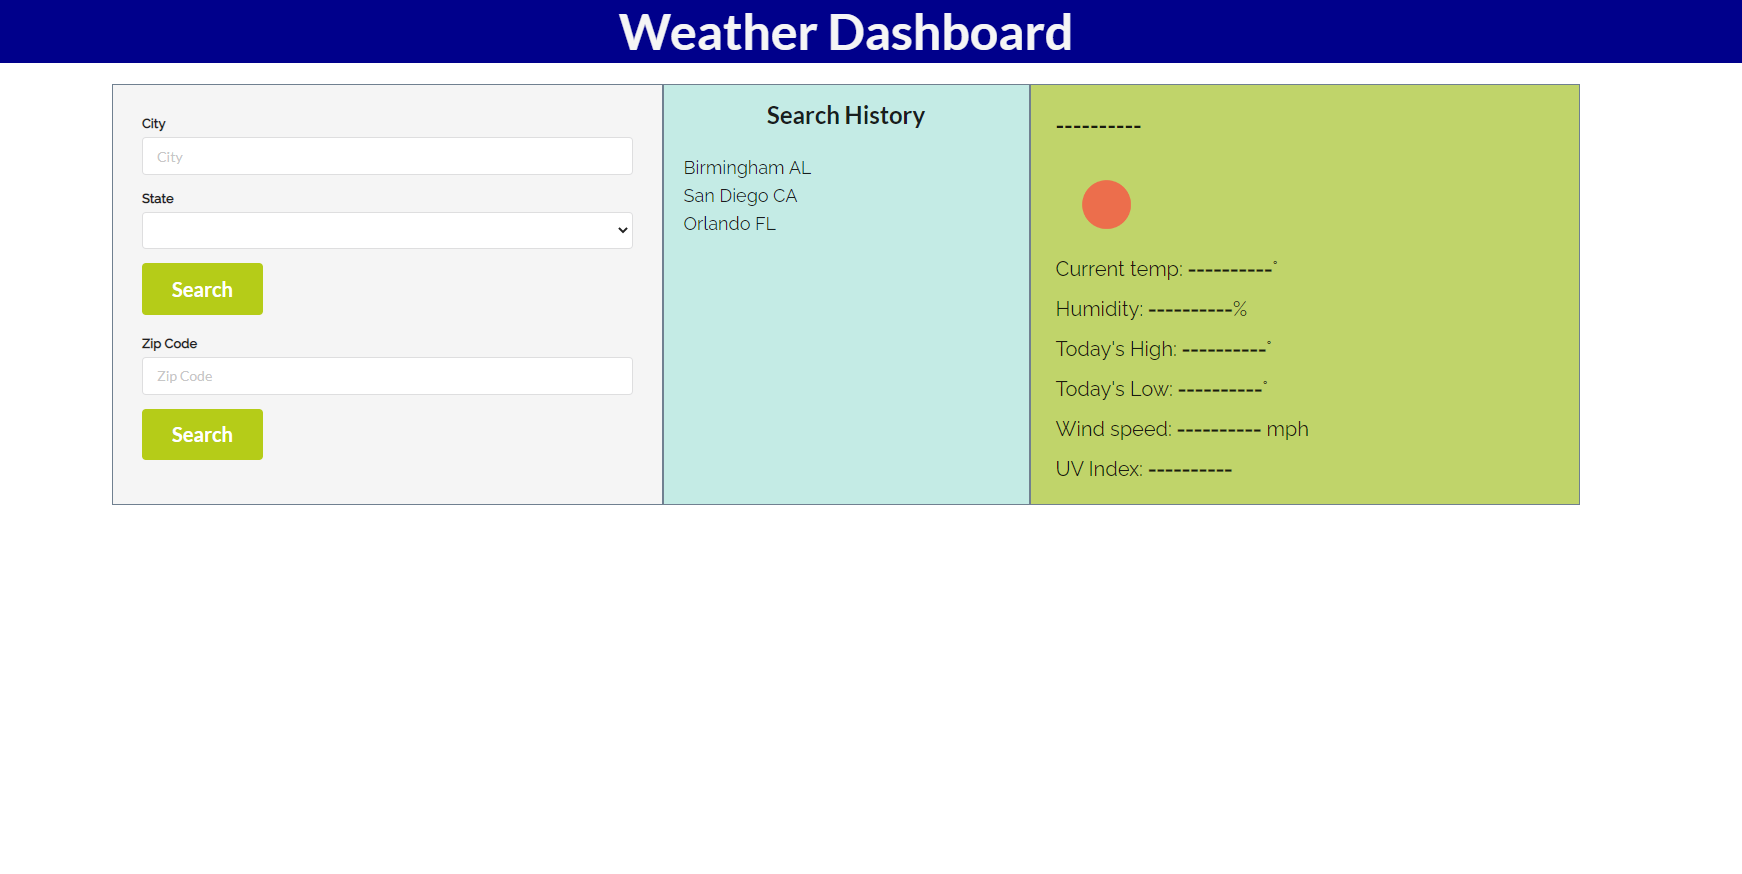 Weather Dashboard
City
City
State
Search
Zip Code
Zip Code
Search
Search History
Birmingham AL
San Diego CA
Orlando FL
----------
Current temp: ----------°
Humidity: ----------%
Today's High: ----------°
Today's Low: ----------°
Wind speed: ---------- mph
UV Index: ----------